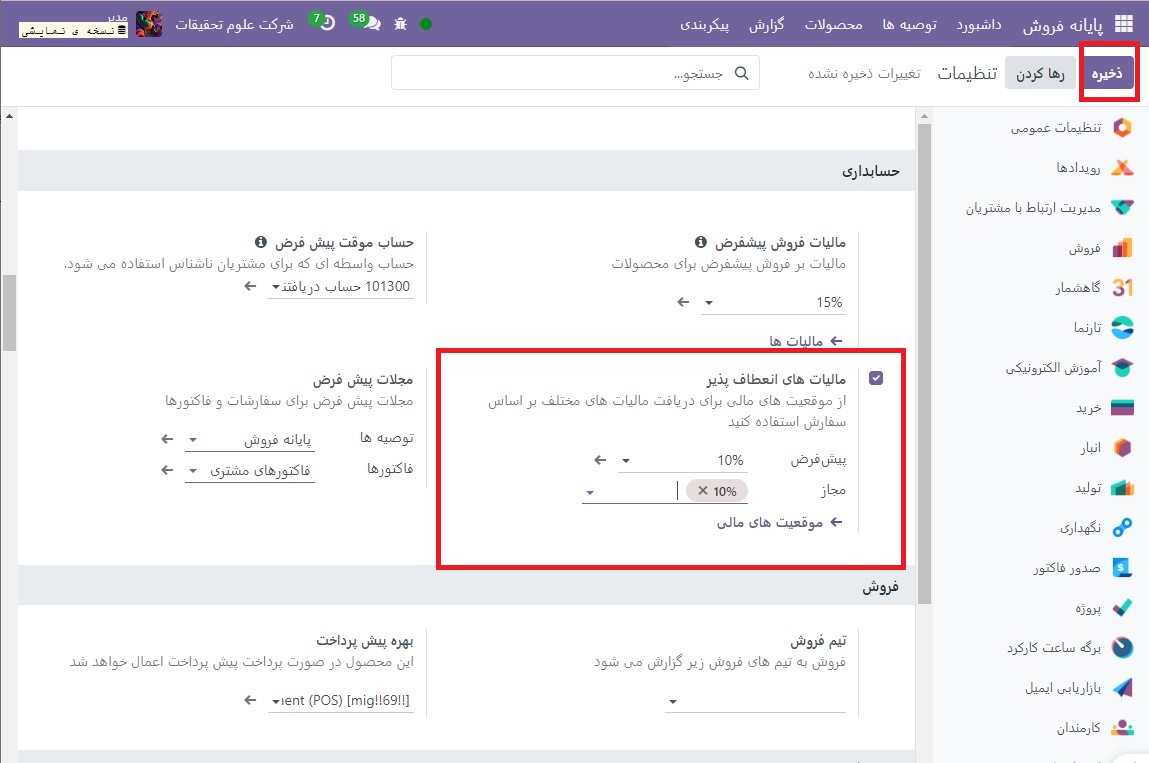 پایانه فروش
داشبورد
توصیه ها
محصولات
گزارش
پیکربندی
58
7
شرکت علوم تحقیقات
مدیر
نسخه ی نمایشی
ذخیره
رها کردن
تنظیمات
تغییرات ذخیره نشده
جستجو...
تنظیمات عمومی
رویدادها
مدیریت ارتباط با مشتریان
فروش
31 گاهشمار
تارنما
آموزش الکترونیکی
خرید
انبار
تولید
نگهداری
صدور فاکتور
پروژه
برگه ساعت کارکرد
بازاریابی ایمیل
کارمندان
حسابداری
مالیات فروش پیشفرض
مالیات بر فروش پیشفرض برای محصولات
15%
مالیات ها
حساب موقت پیش فرض
حساب واسطه ای که برای مشتریان ناشناس استفاده می شود.
101300 حساب دریافتن
مالیات های انعطاف پذیر
از موقعیت های مالی برای دریافت مالیات های مختلف بر اساس
سفارش استفاده کنید
پیش‌فرض 10%
مجاز 10%
موقعیت های مالی
مجلات پیش فرض
مجلات پیش فرض برای سفارشات و فاکتورها
توصیه ها پایانه فروش
فاکتورها فاکتورهای مشتری
فروش
تیم فروش
فروش به تیم های فروش زیر گزارش می شود
بهره پیش پرداخت
این محصول در صورت پرداخت پیش پرداخت اعمال خواهد شد
ent (POS) [mig!!69!!]